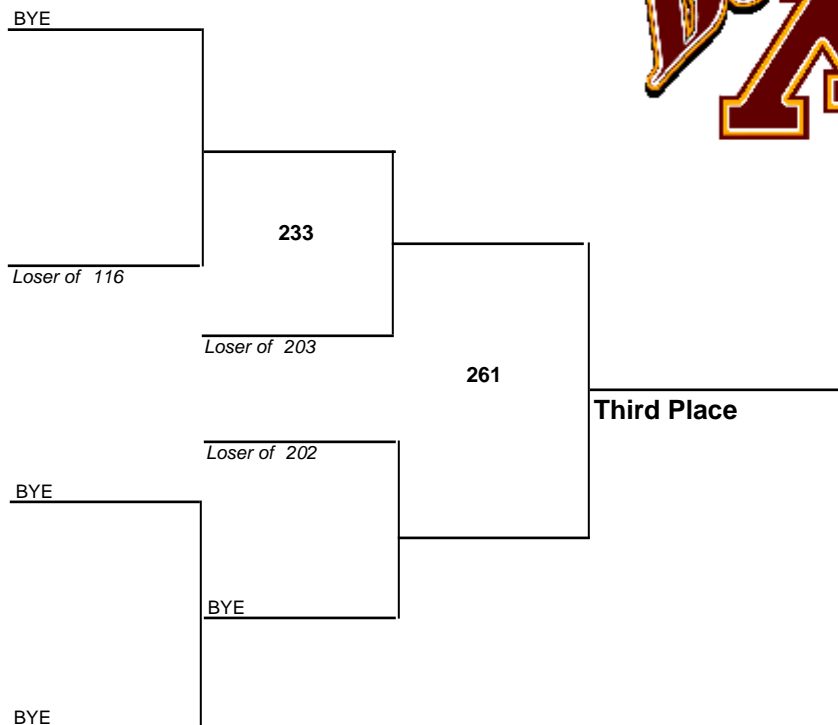 BYE
233
Loser of 116
Loser of 203
261
Third Place
Loser of 202
BYE
BYE
BYE